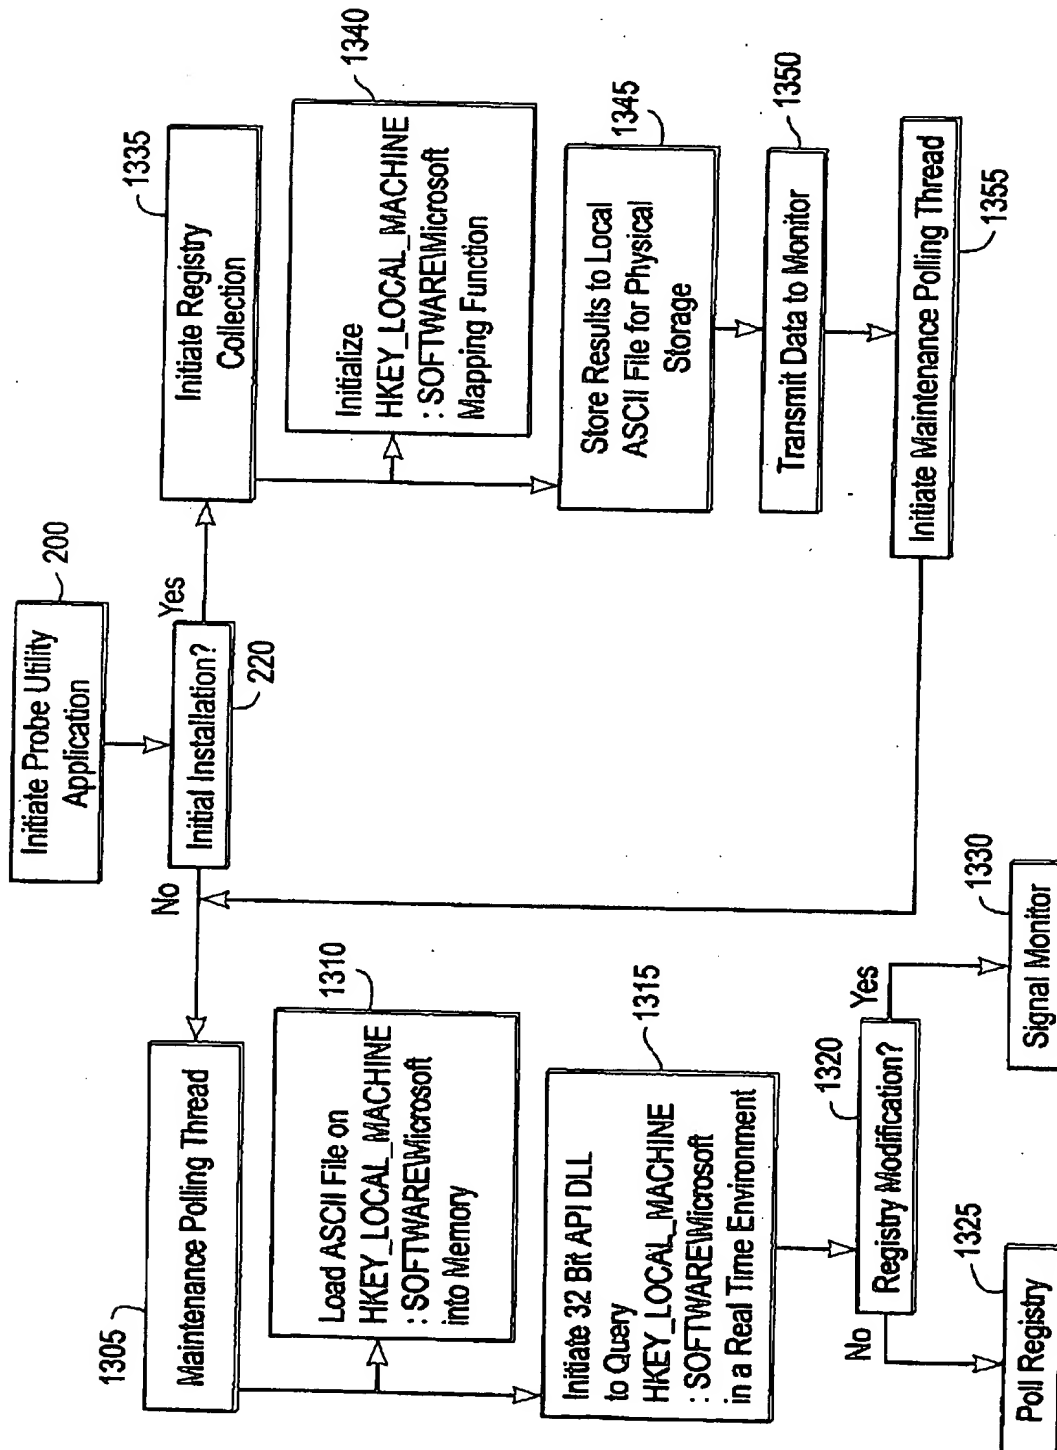 Initiate Probe Utility
Application
200
Initial Installation?
220
No
Yes
1305
Maintenance Polling Thread
1310
Load ASCII File on
HKEY_LOCAL_MACHINE
: SOFTWARE\Microsoft
into Memory
1315
Initiate 32 Bit API DLL
to Query
HKEY_LOCAL_MACHINE
: SOFTWARE\Microsoft
in a Real Time Environment
1320
Registry Modification?
No
Yes
1325
Poll Registry
1330
Signal Monitor
1335
Initiate Registry
Collection
1340
Initialize
HKEY_LOCAL_MACHINE
: SOFTWARE\Microsoft
Mapping Function
1345
Store Results to Local
ASCII File for Physical
Storage
1350
Transmit Data to Monitor
1355
Initiate Maintenance Polling Thread